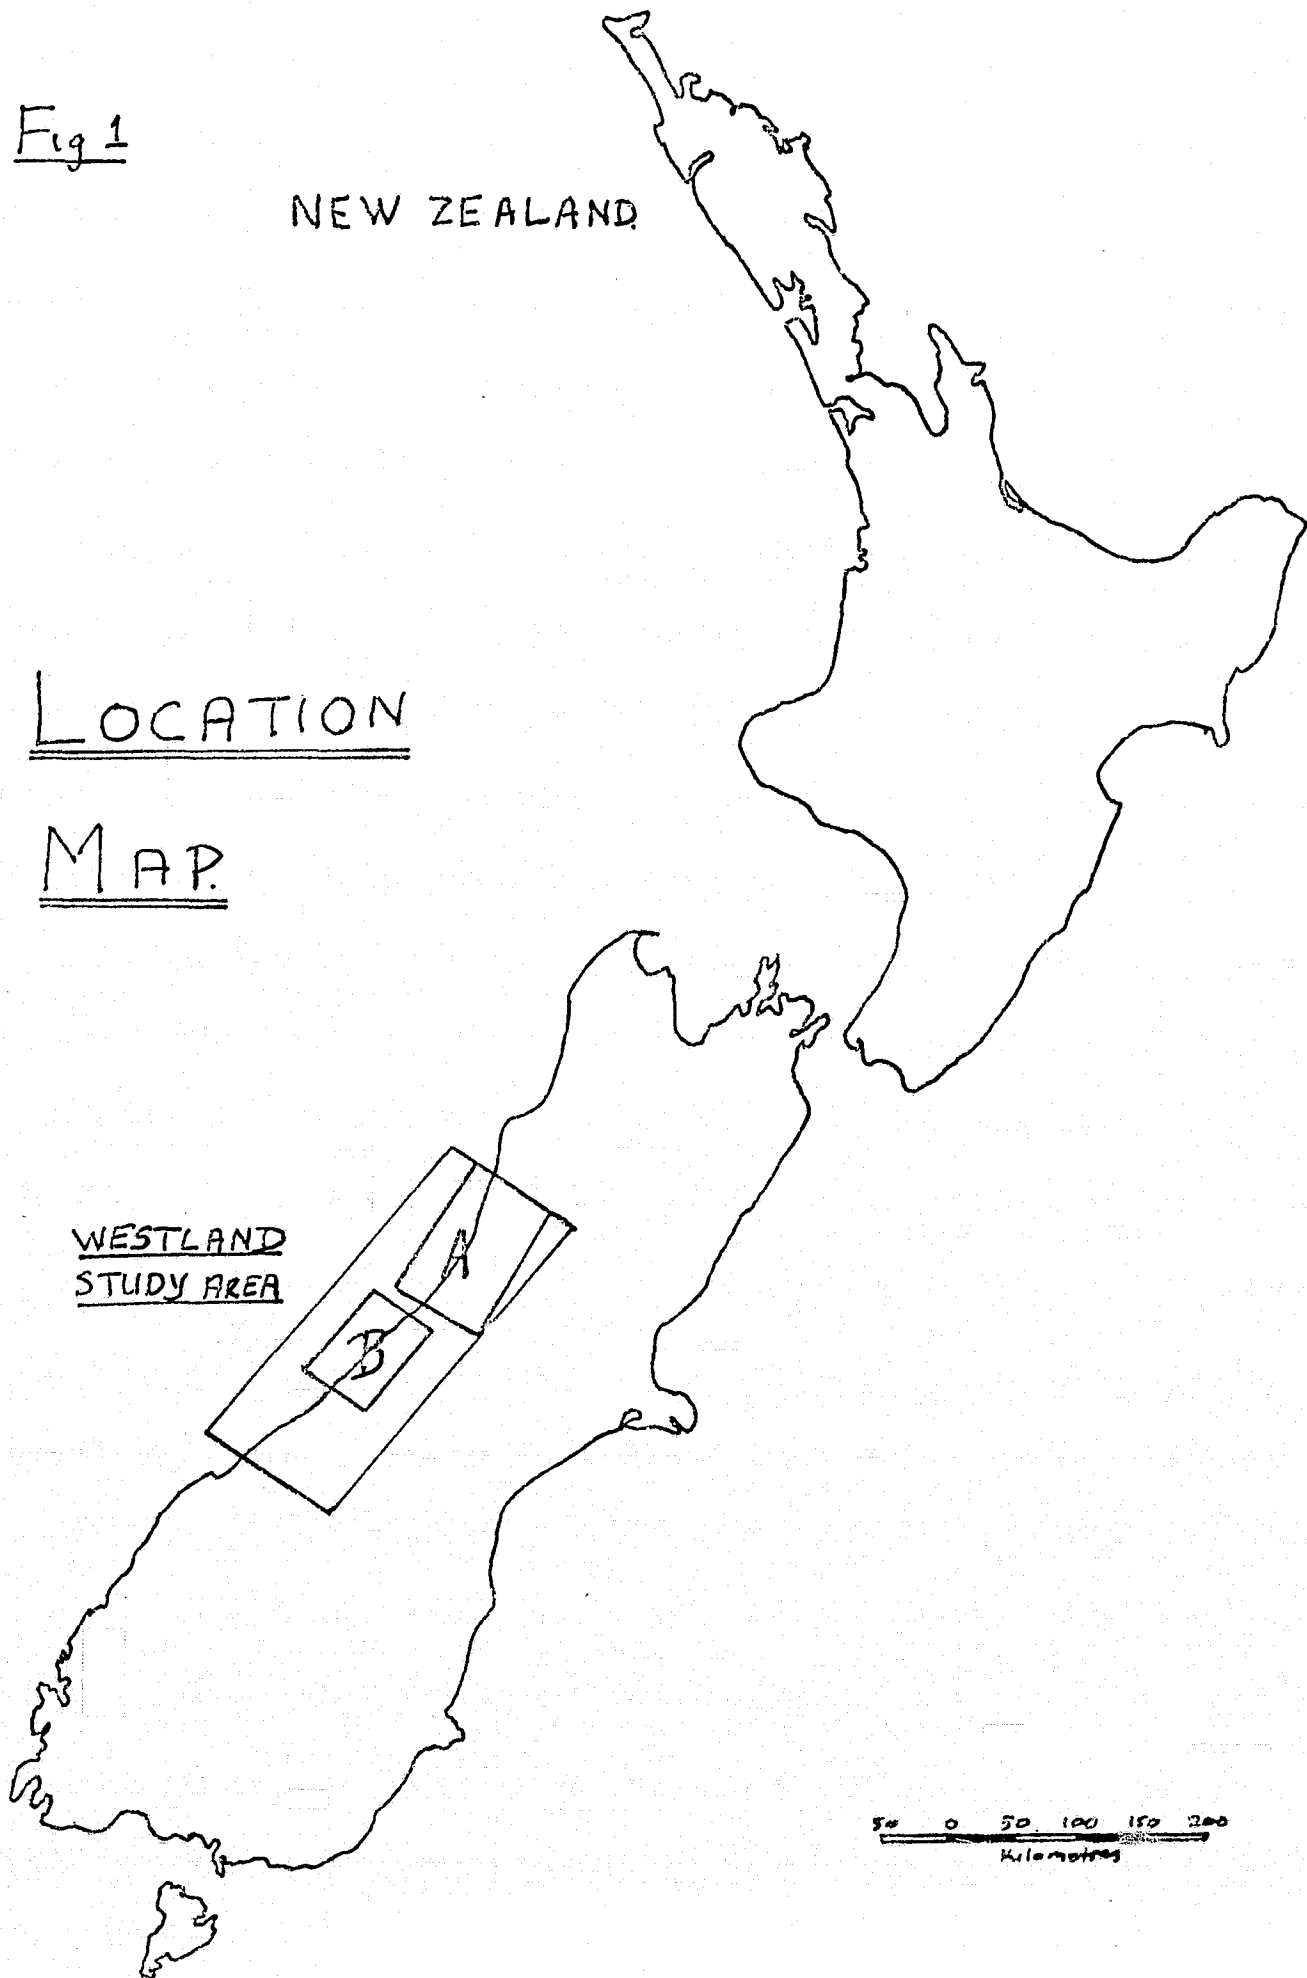 Fig 1
NEW ZEALAND.
LOCATION
MAP.
WESTLAND
STUDY AREA
A
B
50 0 50 100 150 200
Kilometres